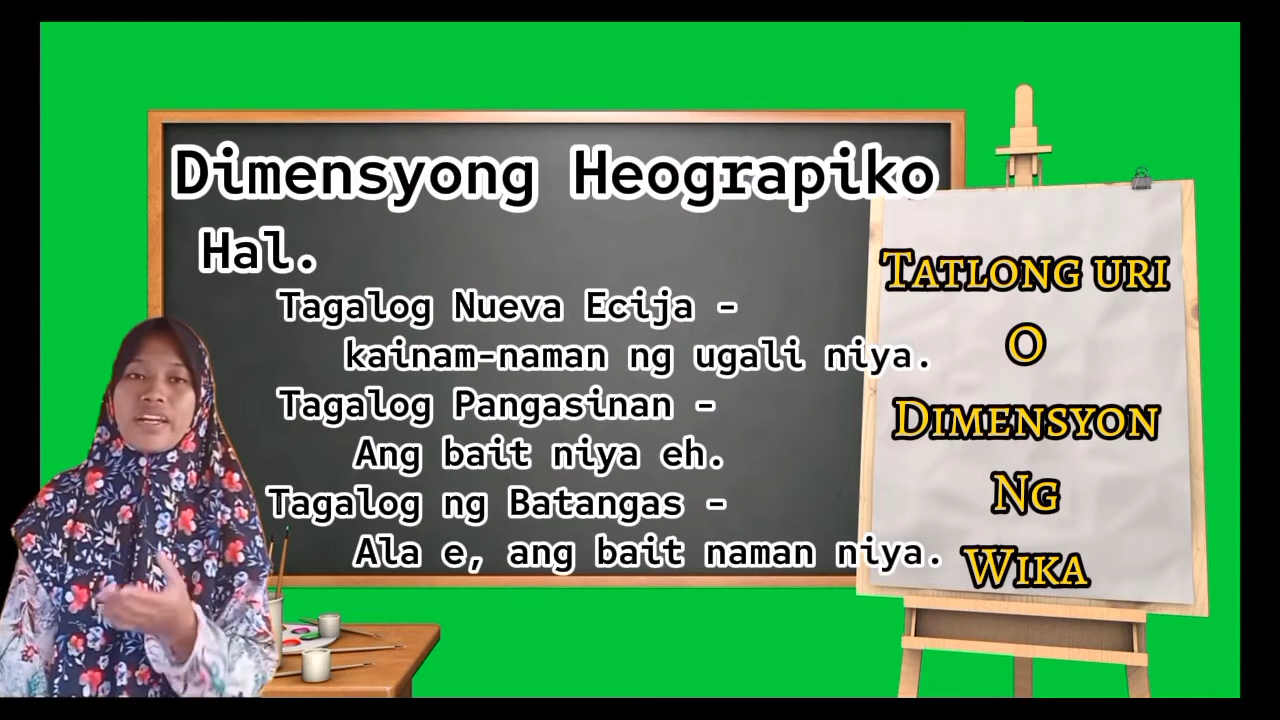 Dimensyong Heograpiko
Hal.
Tagalog Nueva Ecija -
kainam-naman ng ugali niya.
Tagalog Pangasinan -
Ang bait niya eh.
Tagalog ng Batangas -
Ala e, ang bait naman niya.
Tatlong uri
O
Dimensyon
Ng
Wika